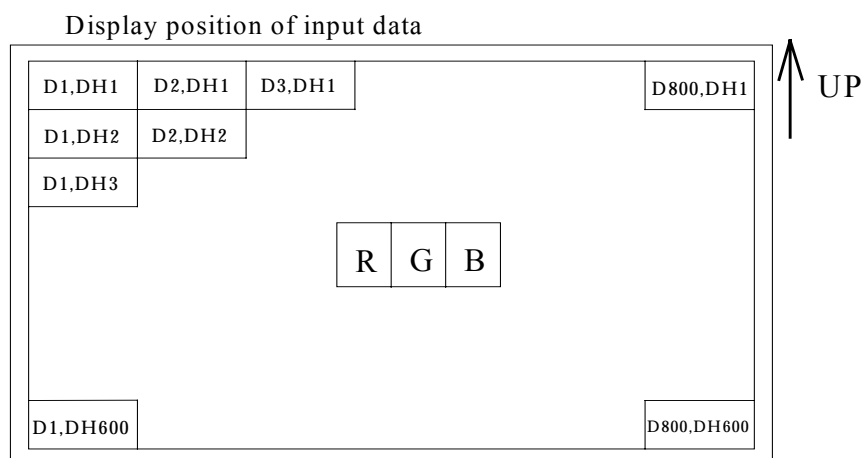 Display position of input data
D1,DH1 D2,DH1 D3,DH1 D800,DH1
UP
D1,DH2 D2,DH2
D1,DH3
R G B
D1,DH600 D800,DH600